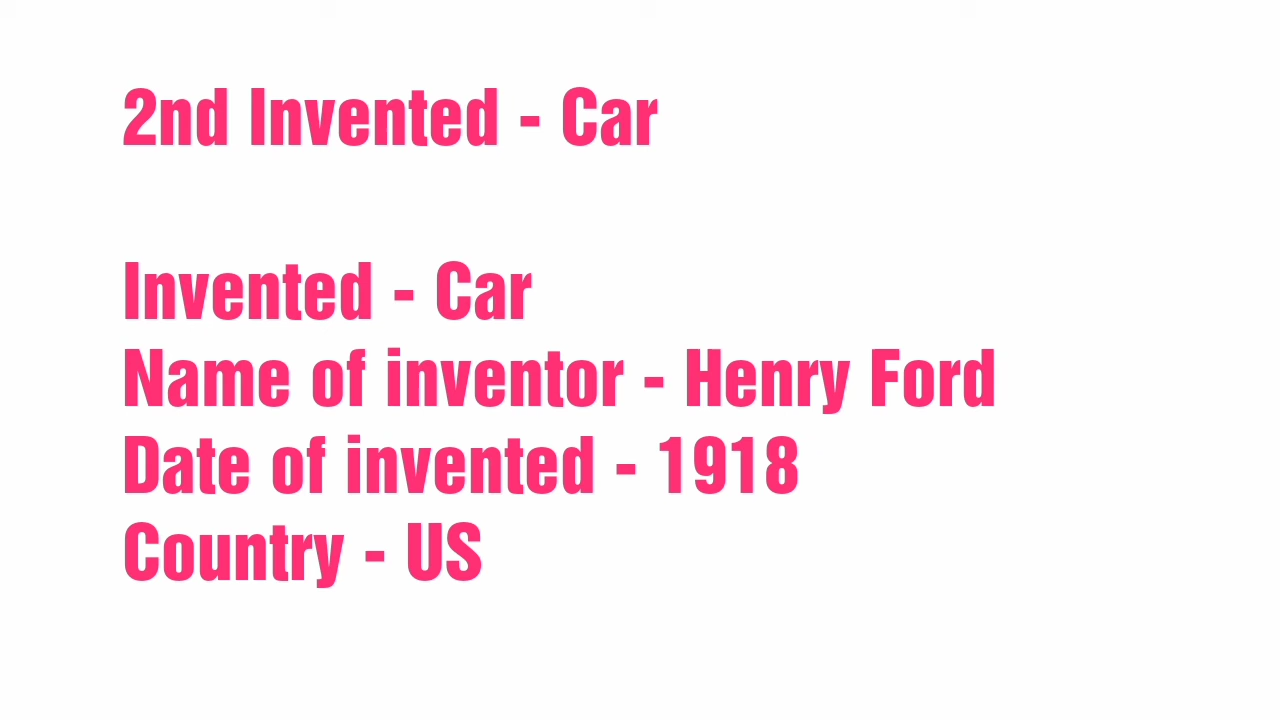 2nd Invented - Car
Invented - Car
Name of inventor - Henry Ford
Date of invented - 1918
Country - US